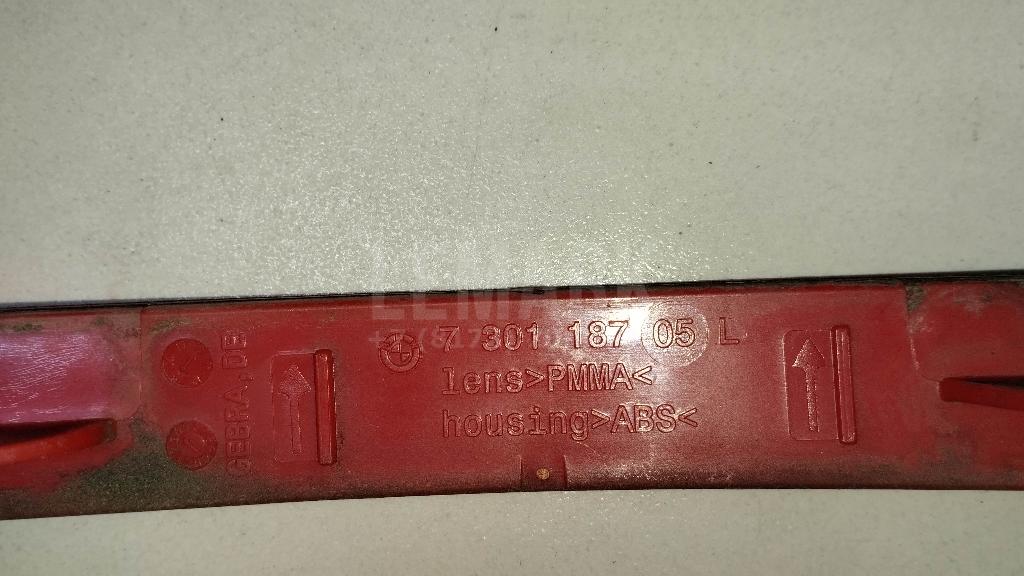 7 301 187 05 L
lens>PMMA<
housing>ABS<
GEBRA, DE